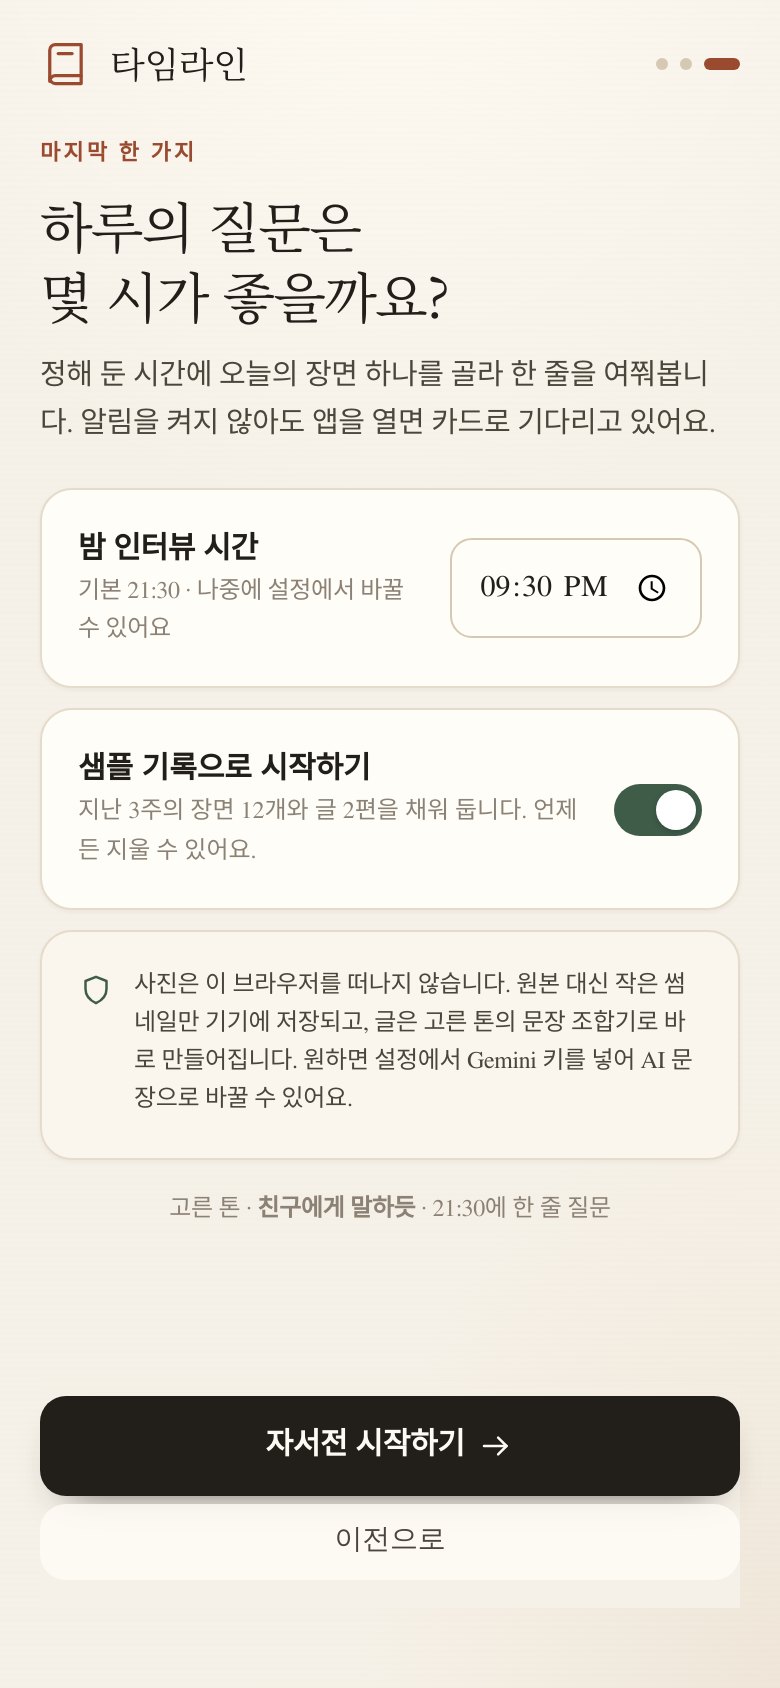 타임라인
마지막 한 가지
하루의 질문은
몇 시가 좋을까요?
정해 둔 시간에 오늘의 장면 하나를 골라 한 줄을 여쭤봅니
다. 알림을 켜지 않아도 앱을 열면 카드로 기다리고 있어요.
밤 인터뷰 시간
기본 21:30 · 나중에 설정에서 바꿀
수 있어요
09:30 PM
샘플 기록으로 시작하기
지난 3주의 장면 12개와 글 2편을 채워 둡니다. 언제
든 지울 수 있어요.
사진은 이 브라우저를 떠나지 않습니다. 원본 대신 작은 썸
네일만 기기에 저장되고, 글은 고른 톤의 문장 조합기로 바
로 만들어집니다. 원하면 설정에서 Gemini 키를 넣어 AI 문
장으로 바꿀 수 있어요.
고른 톤 · 친구에게 말하듯 · 21:30에 한 줄 질문
자서전 시작하기 →
이전으로